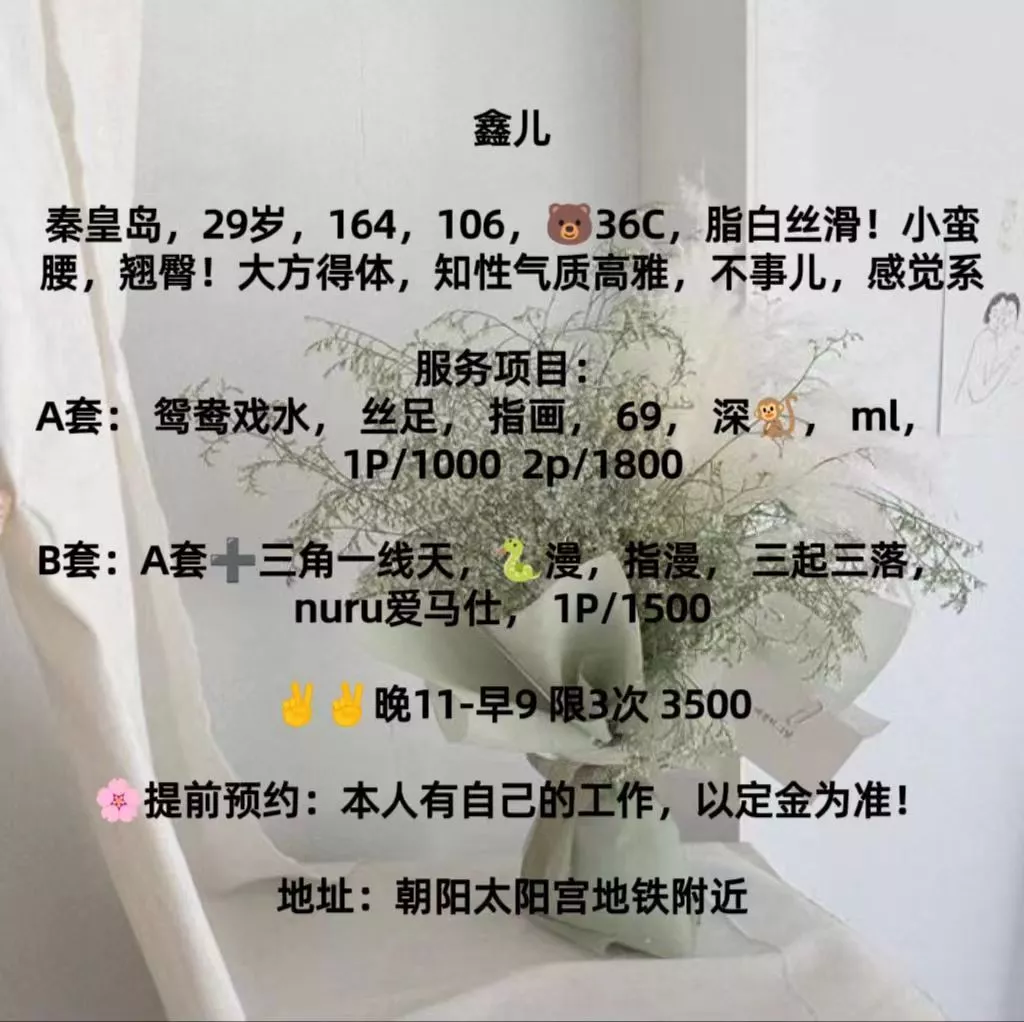 鑫儿
秦皇岛，29岁，164，106，🐻36C，脂白丝滑！小蛮
腰，翘臀！大方得体，知性气质高雅，不事儿，感觉系
服务项目：
A套： 鸳鸯戏水， 丝足， 指画， 69， 深🐒， ml，
1P/1000 2p/1800
B套：A套➕三角一线天，🐍漫，指漫， 三起三落，
nuru爱马仕， 1P/1500
✌️✌️晚11-早9 限3次 3500
🌸提前预约：本人有自己的工作，以定金为准！
地址：朝阳太阳宫地铁附近